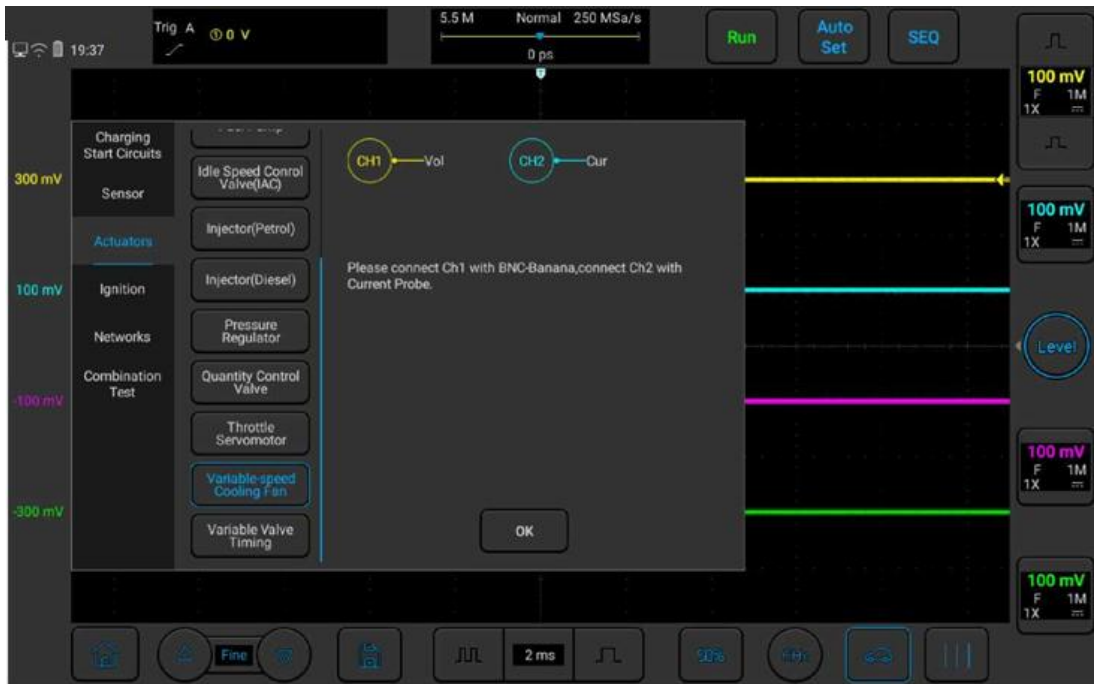 5.5 M Normal 250 MSa/s
Trig A ① 0 V
Run
Auto
Set
SEQ
19:37
0 ps
T
100 mV
F 1M
1X
Charging
Start Circuits
CH1 Vol
CH2 Cur
Idle Speed Conrol
Valve(IAC)
300 mV
Sensor
100 mV
F 1M
1X
Injector(Petrol)
Actuators
Please connect Ch1 with BNC-Banana,connect Ch2 with
Current Probe.
Injector(Diesel)
100 mV
Ignition
Pressure
Regulator
Networks
Level
Combination
Test
Quantity Control
Valve
-100 mV
Throttle
Servomotor
100 mV
F 1M
1X
Variable-speed
Cooling Fan
-300 mV
Variable Valve
Timing
OK
100 mV
F 1M
1X
Fine
2 ms
50%